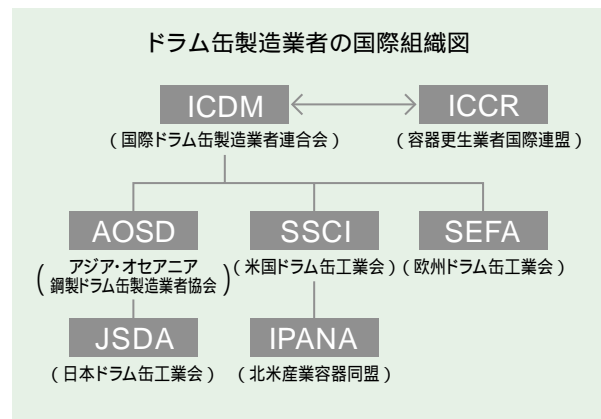 ドラム缶製造業者の国際組織図
ICDM
ICCR
(国際ドラム缶製造業者連合会)
(容器更生業者国際連盟)
AOSD
SSCI
SEFA
(アジア・オセアニア
鋼製ドラム缶製造業者協会)
(米国ドラム缶工業会)
(欧州ドラム缶工業会)
JSDA
IPANA
(日本ドラム缶工業会)
(北米産業容器同盟)